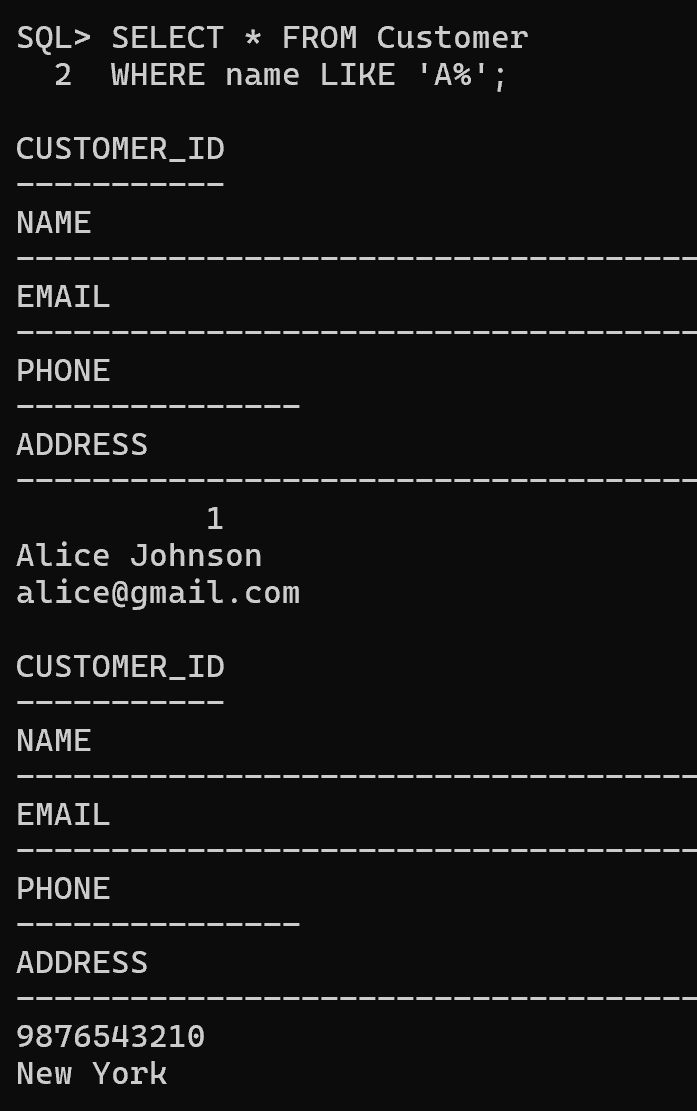 SQL> SELECT * FROM Customer
  2  WHERE name LIKE 'A%';

CUSTOMER_ID
-----------
NAME
------------------------------------
EMAIL
------------------------------------
PHONE
---------------
ADDRESS
------------------------------------
          1
Alice Johnson
alice@gmail.com

CUSTOMER_ID
-----------
NAME
------------------------------------
EMAIL
------------------------------------
PHONE
---------------
ADDRESS
------------------------------------
9876543210
New York